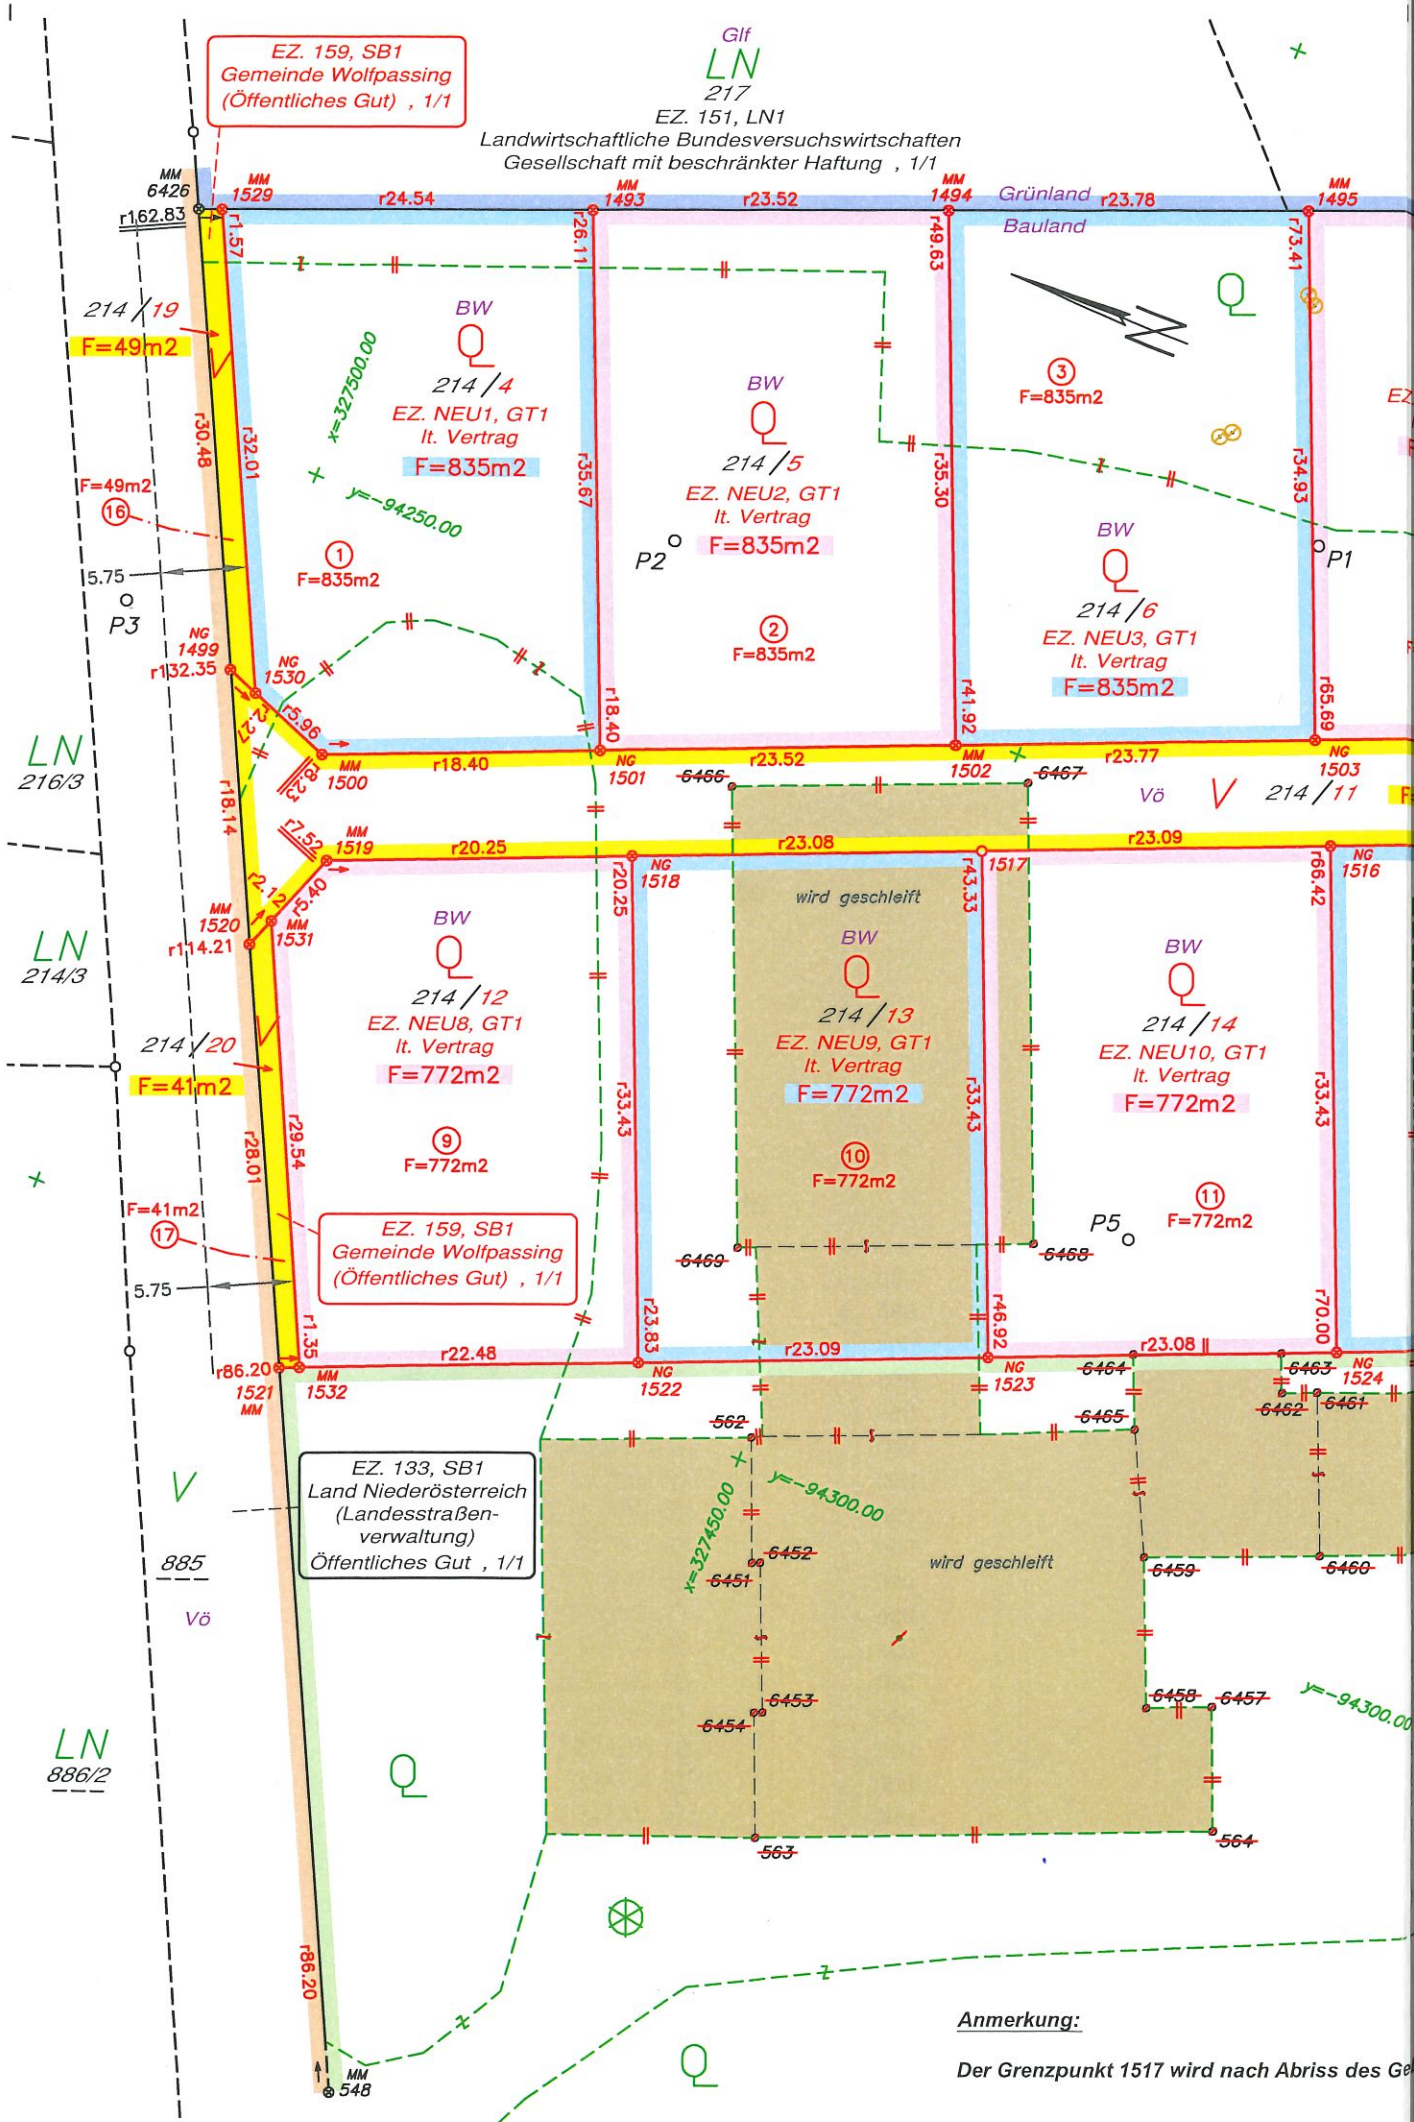 Glf
EZ. 159, SB1
Gemeinde Wolfpassing
(Öffentliches Gut) , 1/1
LN
217
EZ. 151, LN1
Landwirtschaftliche Bundesversuchswirtschaften
Gesellschaft mit beschränkter Haftung , 1/1
MM
6426
MM
1529
r24.54
MM
1493
r23.52
MM
1494
Grünland
r23.78
MM
1495
r162.83
r1.57
r26.11
r49.63
Bauland
r73.41
214/19
F=49m2
BW
Q
214/4
EZ. NEU1, GT1
lt. Vertrag
F=835m2
x=327500.00
y=-94250.00
BW
Q
214/5
EZ. NEU2, GT1
lt. Vertrag
F=835m2
Q
N
3
F=835m2
EZ
r30.48
r32.01
r35.67
r35.30
r34.93
F=49m2
16
1
F=835m2
P2
2
F=835m2
BW
Q
214/6
EZ. NEU3, GT1
lt. Vertrag
F=835m2
P1
5.75
P3
NG
1499
r132.35
NG
1530
r2.27
r5.96
r8.23
MM
1500
r18.40
r18.40
NG
1501
r23.52
r41.92
MM
1502
r23.77
r65.69
NG
1503
LN
216/3
r18.14
6466
6467
Vö
V
214/11
F
r7.52
MM
1519
r20.25
r23.08
r23.09
r2.12
r5.40
r20.25
NG
1518
r43.33
1517
r66.42
NG
1516
wird geschleift
MM
1520
r114.21
MM
1531
LN
214/3
BW
Q
214/12
EZ. NEU8, GT1
lt. Vertrag
F=772m2
BW
Q
214/13
EZ. NEU9, GT1
lt. Vertrag
F=772m2
BW
Q
214/14
EZ. NEU10, GT1
lt. Vertrag
F=772m2
214/20
F=41m2
r28.01
r29.54
r33.43
r33.43
r33.43
9
F=772m2
10
F=772m2
11
F=772m2
P5
F=41m2
17
EZ. 159, SB1
Gemeinde Wolfpassing
(Öffentliches Gut) , 1/1
6469
6468
5.75
r1.35
r23.83
r46.92
r70.00
r86.20
1521
MM
MM
1532
r22.48
NG
1522
r23.09
NG
1523
r23.08
6464
6463
NG
1524
6462
6461
562
6465
V
EZ. 133, SB1
Land Niederösterreich
(Landesstraßen-
verwaltung)
Öffentliches Gut , 1/1
x=327450.00
y=-94300.00
885
Vö
6452
6451
wird geschleift
6459
6460
6453
6454
6458
6457
y=-94300.00
LN
886/2
Q
563
564
r86.20
Q
MM
548
Anmerkung:
Der Grenzpunkt 1517 wird nach Abriss des Ge